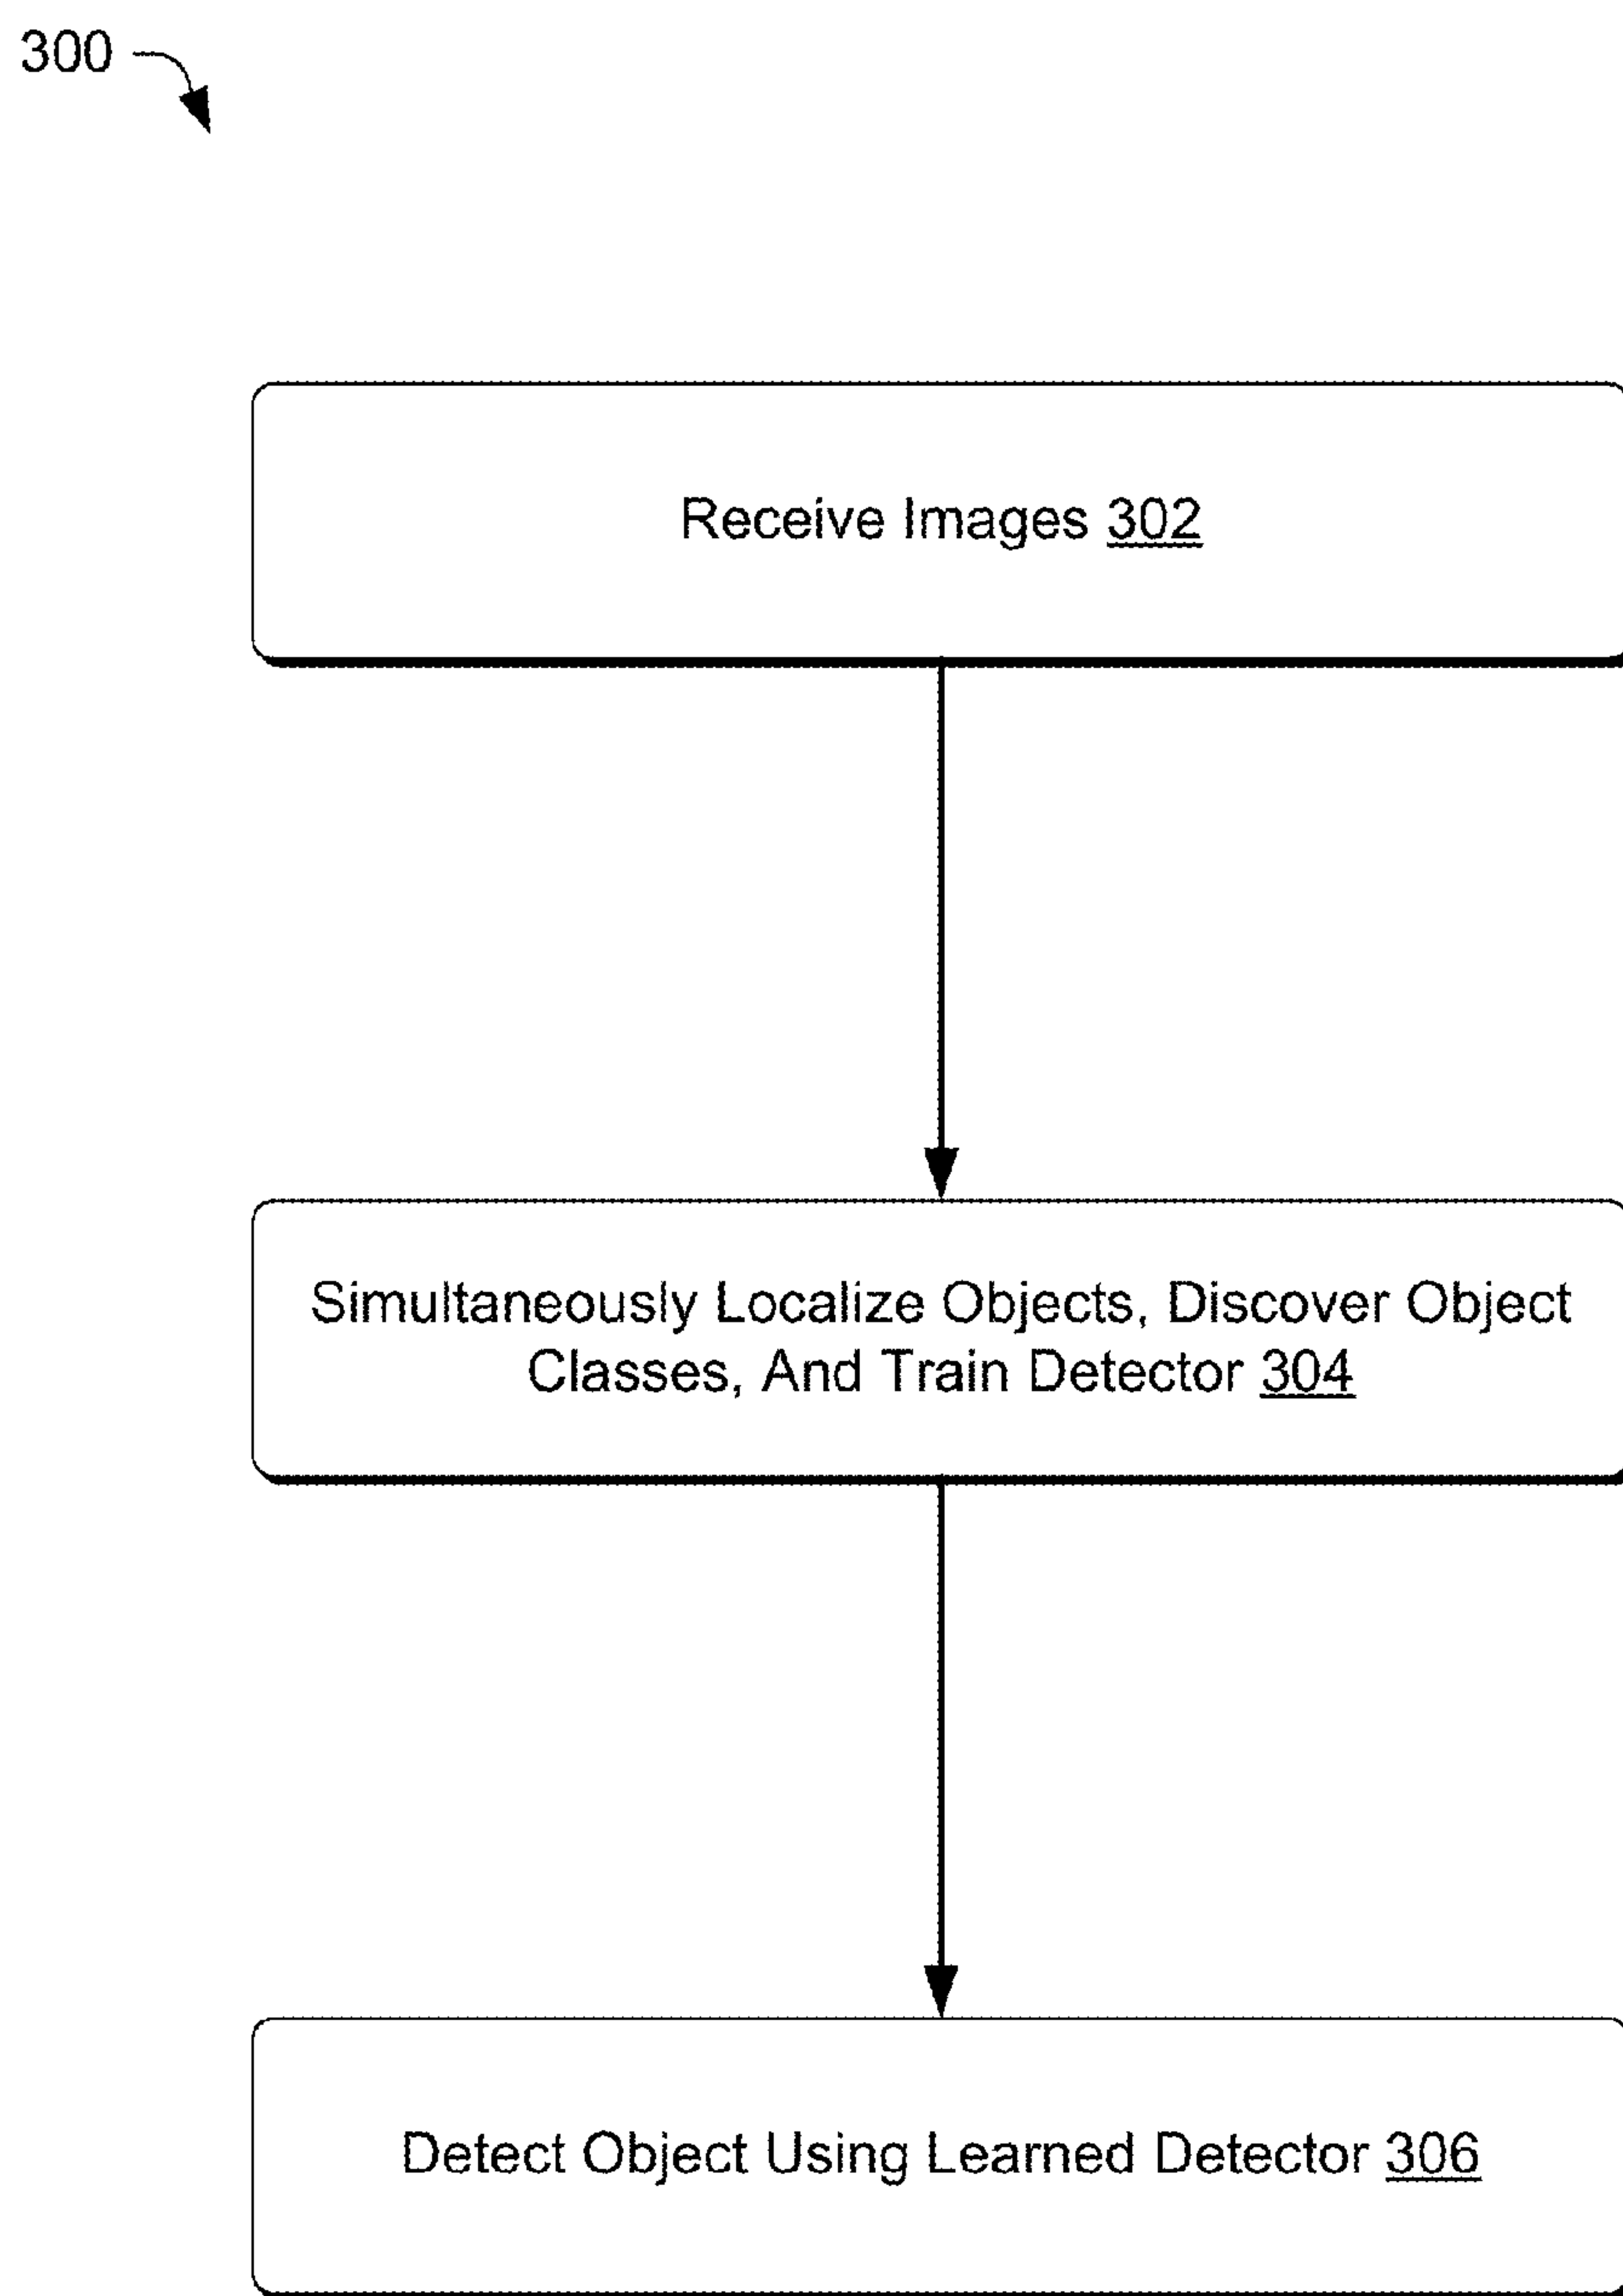 300
Receive Images 302
Simultaneously Localize Objects, Discover Object
Classes, And Train Detector 304
Detect Object Using Learned Detector 306